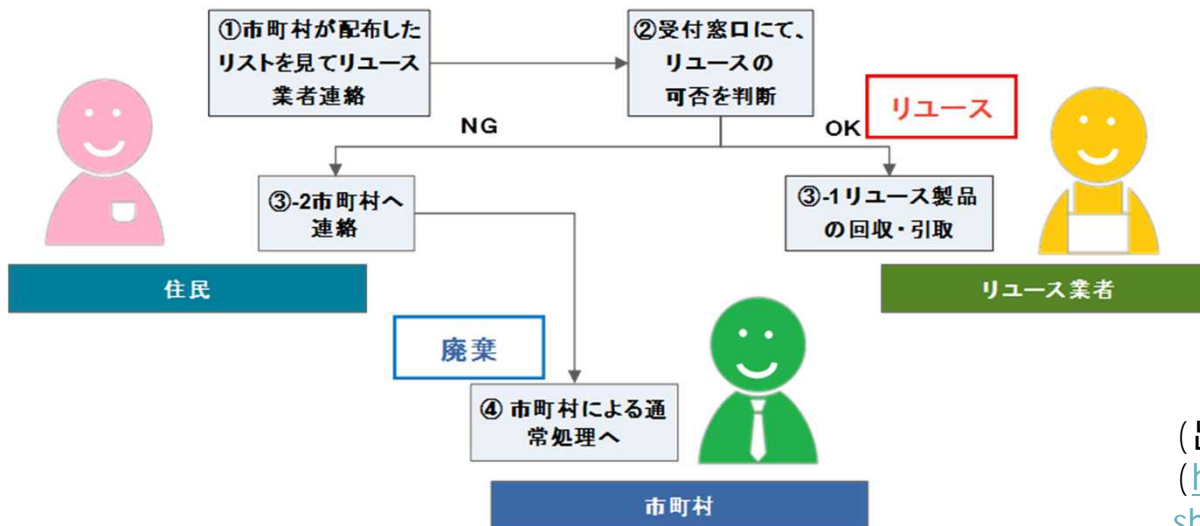 ①市町村が配布した
リストを見てリユース
業者連絡
②受付窓口にて、
リユースの
可否を判断
リユース
NG
OK
③-2市町村へ
連絡
③-1リユース製品
の回収・引取
住民
リユース業者
廃棄
④ 市町村による通
常処理へ
市町村